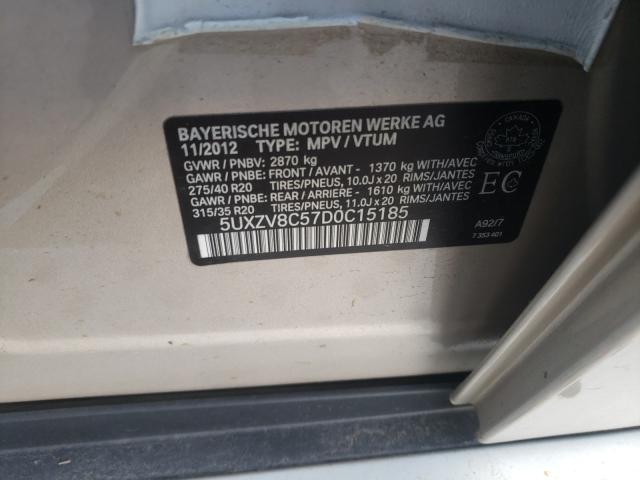 BAYERISCHE MOTOREN WERKE AG
11/2012 TYPE: MPV / VTUM
GVWR / PNBV: 2870 kg
GAWR / PNBE: FRONT / AVANT - 1370 kg WITH/AVEC
275/40 R20 TIRES/PNEUS, 10.0J x 20 RIMS/JANTES
GAWR / PNBE: REAR / ARRIERE - 1610 kg WITH/AVEC
315/35 R20 TIRES/PNEUS, 11.0J x 20 RIMS/JANTES
5UXZV8C57D0C15185
CANADA
EC
A92/7
7 353 401